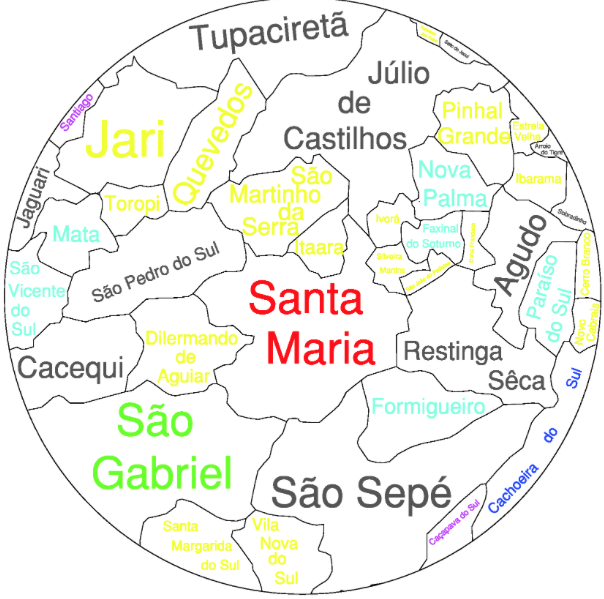 Tupaciretã
Júlio
de
Castilhos
Santiago
Jari
Quevedos
Pinhal
Grande
Estrela
Velha
Arroio
do Tigre
Ibarama
Sobradinho
Nova
Palma
São
Martinho
da
Serra
Itaara
Toropi
Jaguari
Mata
São Pedro do Sul
São
Vicente
do
Sul
Ivorá
Faxinal
do Soturno
Silveira
Martins
Agudo
Paraíso
do Sul
Cerro Branco
Novo
Cabrais
Santa
Maria
Restinga
Sêca
Cacequi
Dilermando
de
Aguiar
Formigueiro
São
Gabriel
São Sepé
Cachoeira
do
Sul
Caçapava do Sul
Santa
Margarida
do Sul
Vila
Nova
do
Sul